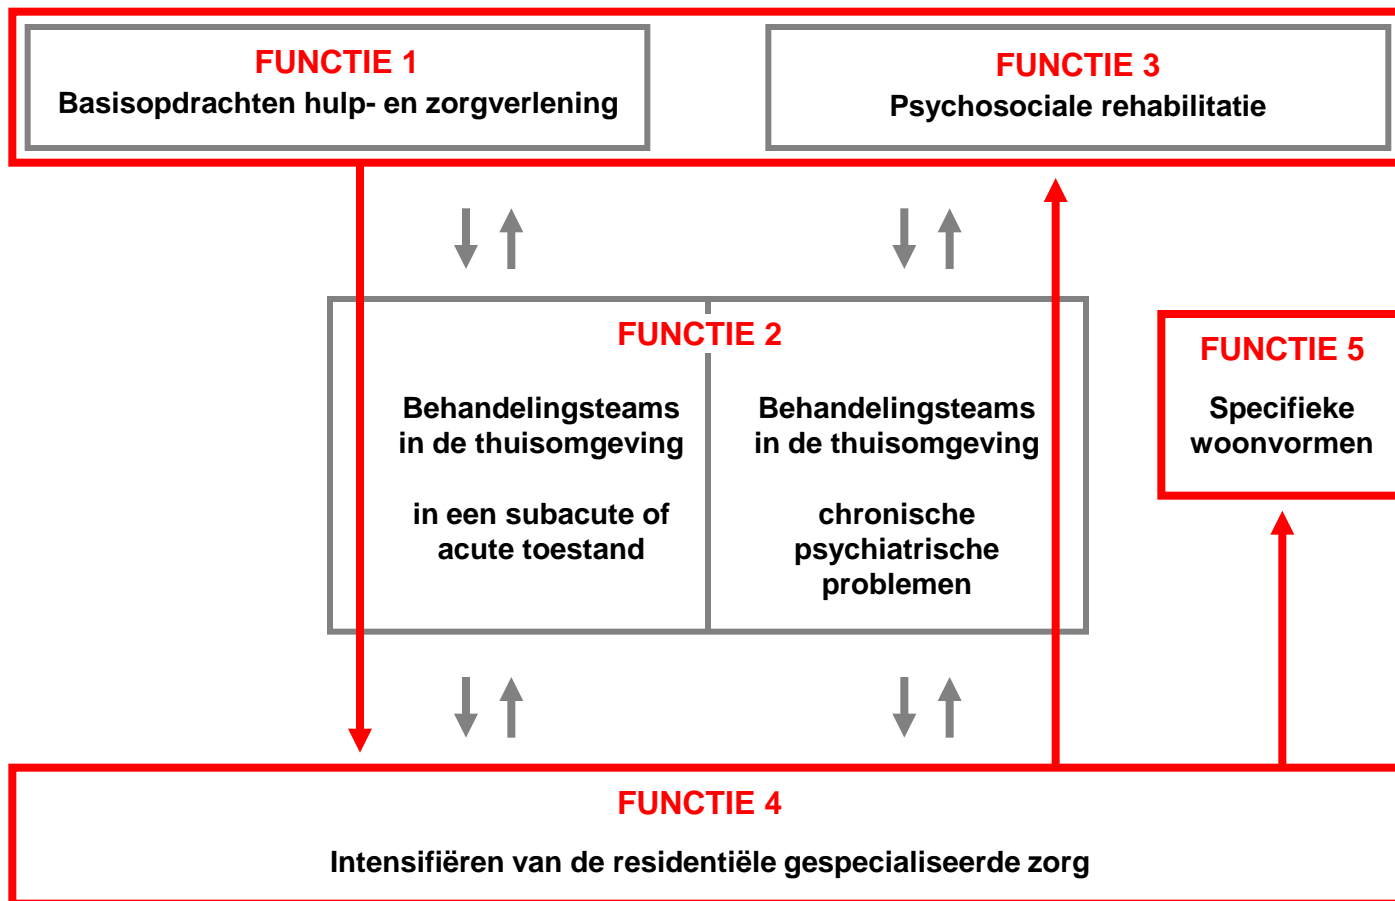 FUNCTIE 1
Basisopdrachten hulp- en zorgverlening
FUNCTIE 3
Psychosociale rehabilitatie
FUNCTIE 2
Behandelingsteams
in de thuisomgeving
in een subacute of
acute toestand
Behandelingsteams
in de thuisomgeving
chronische
psychiatrische
problemen
FUNCTIE 5
Specifieke
woonvormen
FUNCTIE 4
Intensifiëren van de residentiële gespecialiseerde zorg